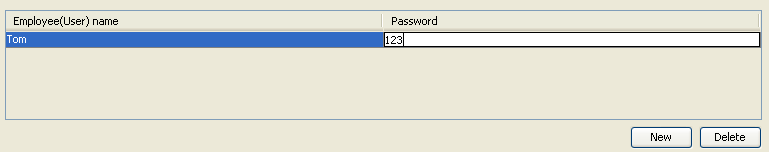 Employee(User) name Password
Tom 123
New Delete